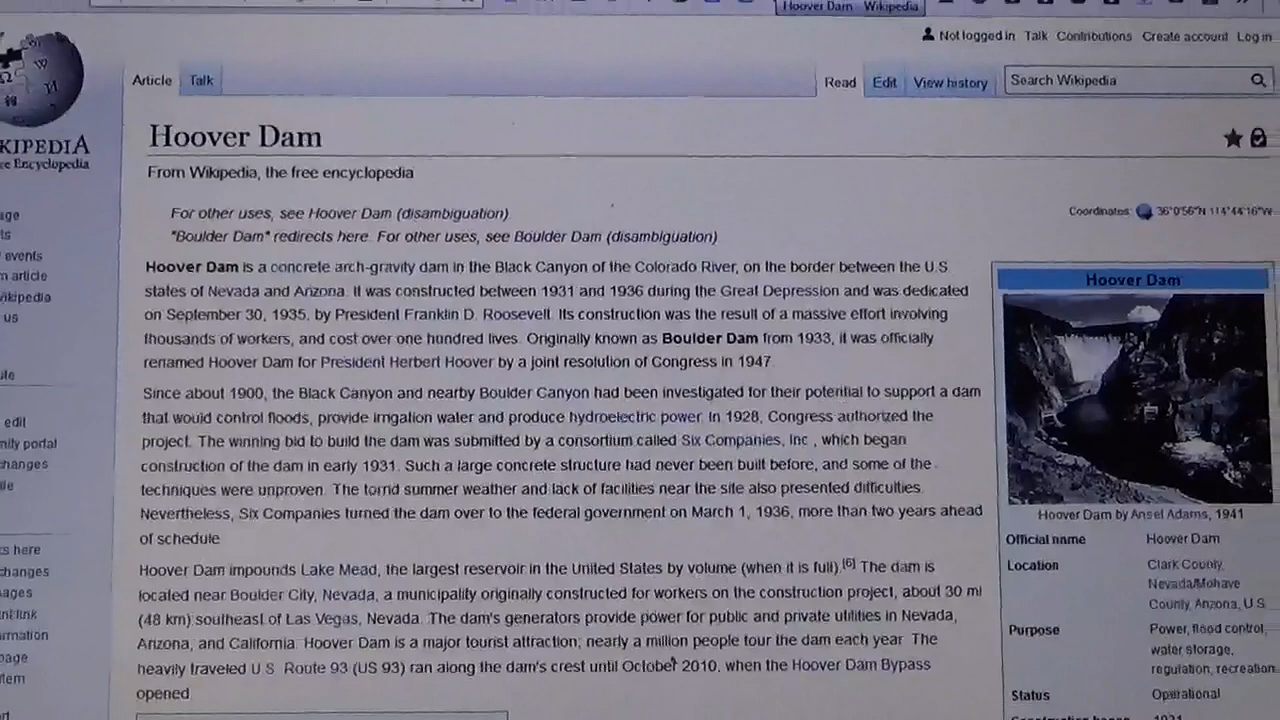 Hoover Dam Wikipedia
Not logged in Talk Contributions Create account Log in
Article Talk Read Edit View history Search Wikipedia
KIPEDIA
Encyclopedia
Hoover Dam
From Wikipedia, the free encyclopedia
For other uses, see Hoover Dam (disambiguation)
"Boulder Dam" redirects here. For other uses, see Boulder Dam (disambiguation)
Coordinates: 36°0′56″N 114°44′16″W
Hoover Dam is a concrete arch-gravity dam in the Black Canyon of the Colorado River, on the border between the U.S.
states of Nevada and Arizona. It was constructed between 1931 and 1936 during the Great Depression and was dedicated
on September 30, 1935, by President Franklin D. Roosevelt. Its construction was the result of a massive effort involving
thousands of workers, and cost over one hundred lives. Originally known as Boulder Dam from 1933, it was officially
renamed Hoover Dam for President Herbert Hoover by a joint resolution of Congress in 1947.
Since about 1900, the Black Canyon and nearby Boulder Canyon had been investigated for their potential to support a dam
that would control floods, provide irrigation water and produce hydroelectric power. In 1928, Congress authorized the
project. The winning bid to build the dam was submitted by a consortium called Six Companies, Inc., which began
construction of the dam in early 1931. Such a large concrete structure had never been built before, and some of the
techniques were unproven. The torrid summer weather and lack of facilities near the site also presented difficulties.
Nevertheless, Six Companies turned the dam over to the federal government on March 1, 1936, more than two years ahead
of schedule
Hoover Dam impounds Lake Mead, the largest reservoir in the United States by volume (when it is full).[6] The dam is
located near Boulder City, Nevada, a municipality originally constructed for workers on the construction project, about 30 mi
(48 km) southeast of Las Vegas, Nevada. The dam's generators provide power for public and private utilities in Nevada,
Arizona, and California. Hoover Dam is a major tourist attraction; nearly a million people tour the dam each year. The
heavily traveled U.S. Route 93 (US 93) ran along the dam's crest until October 2010, when the Hoover Dam Bypass
opened
Hoover Dam
Hoover Dam by Ansel Adams, 1941
Official name Hoover Dam
Location Clark County,
Nevada/Mohave
County, Arizona, U.S.
Purpose Power, flood control,
water storage,
regulation, recreation
Status Operational
events
article
us
edit
changes
here
changes
page